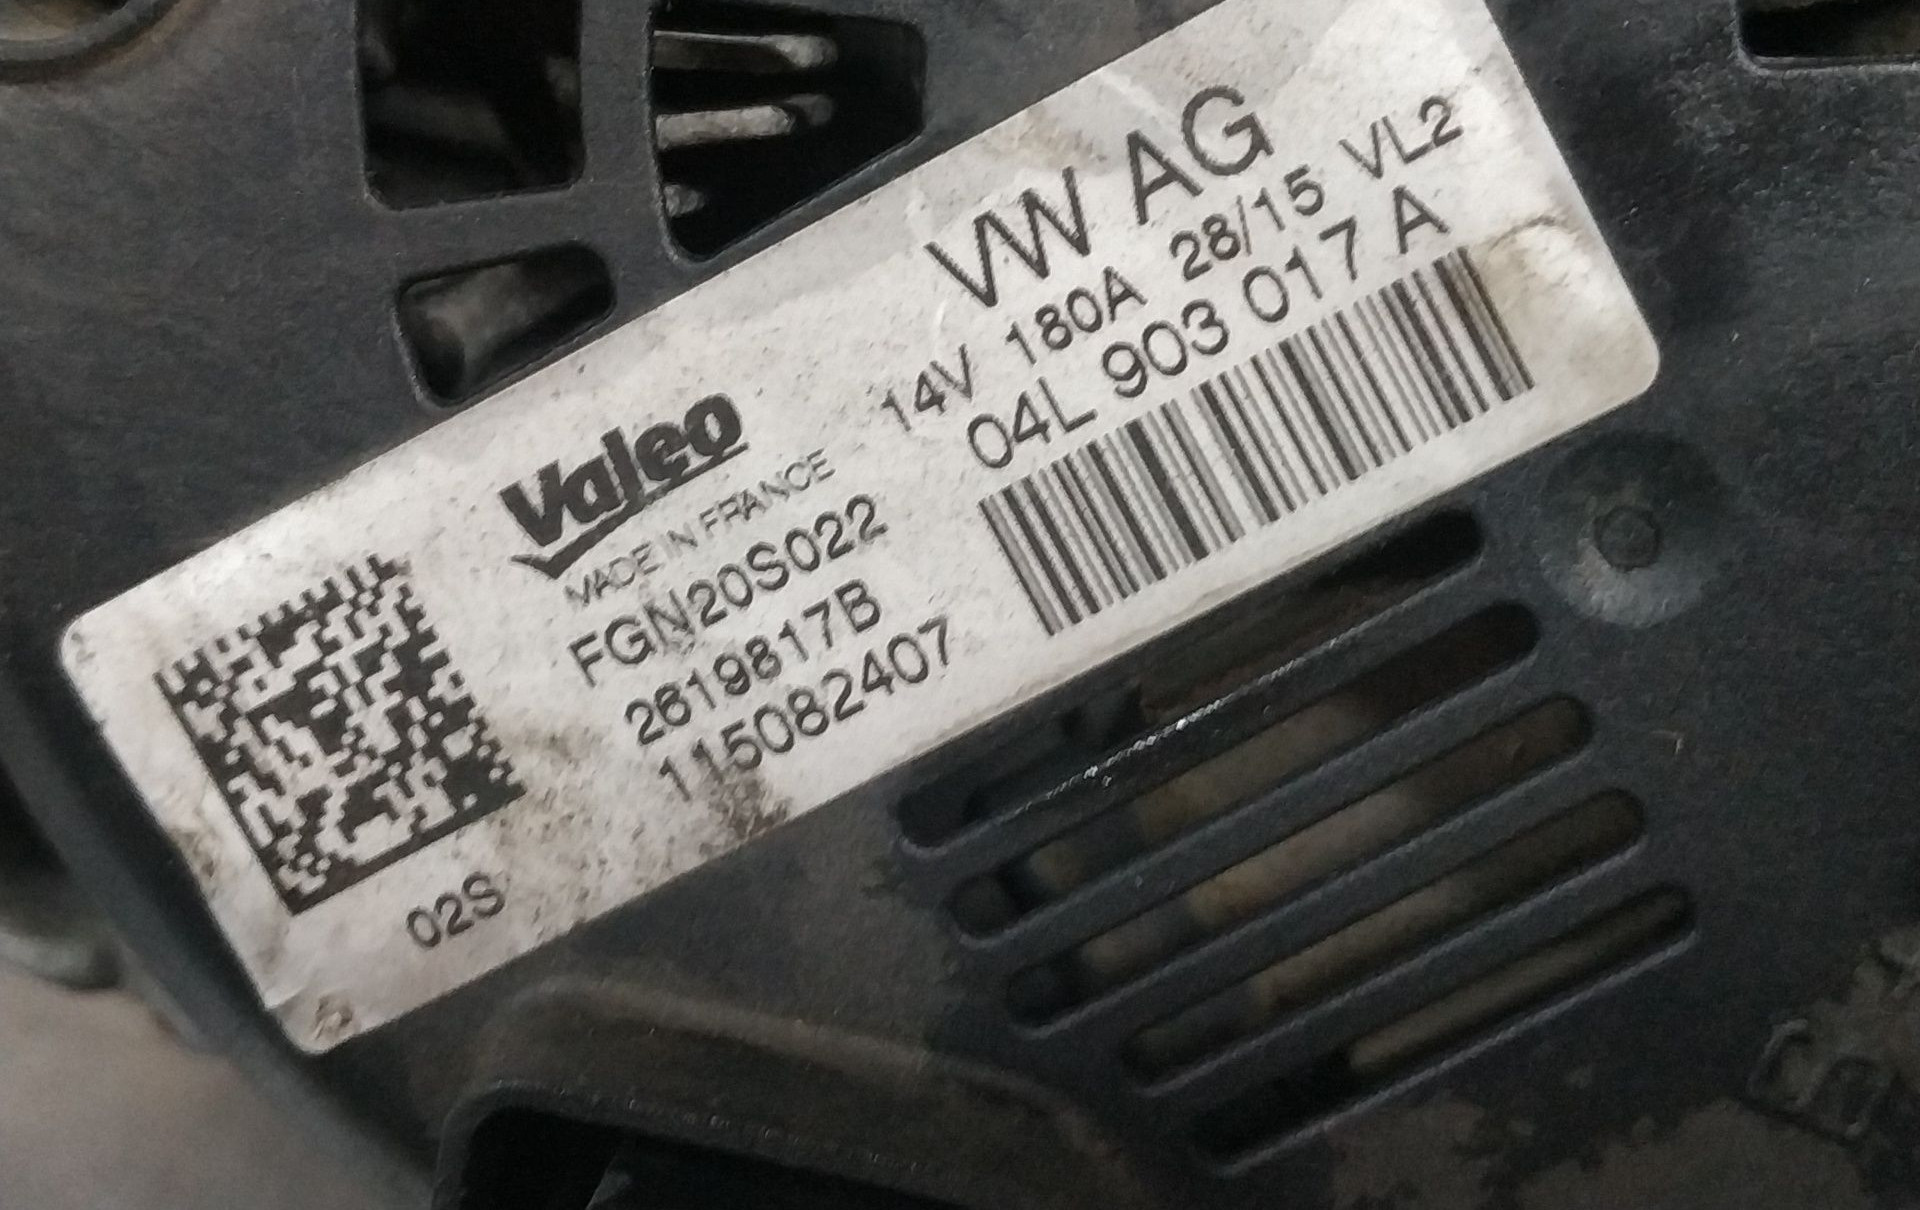 VW AG
14V 180A 28/15 VL2
04L 903 017 A
Valeo
MADE IN FRANCE
FGN20S022
2619817B
115082407
02S